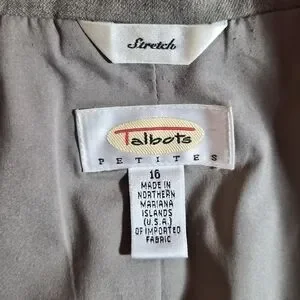 Stretch
Talbots
PETITES
16
MADE IN
NORTHERN
MARIANA
ISLANDS
(U.S.A.)
OF IMPORTED
FABRIC